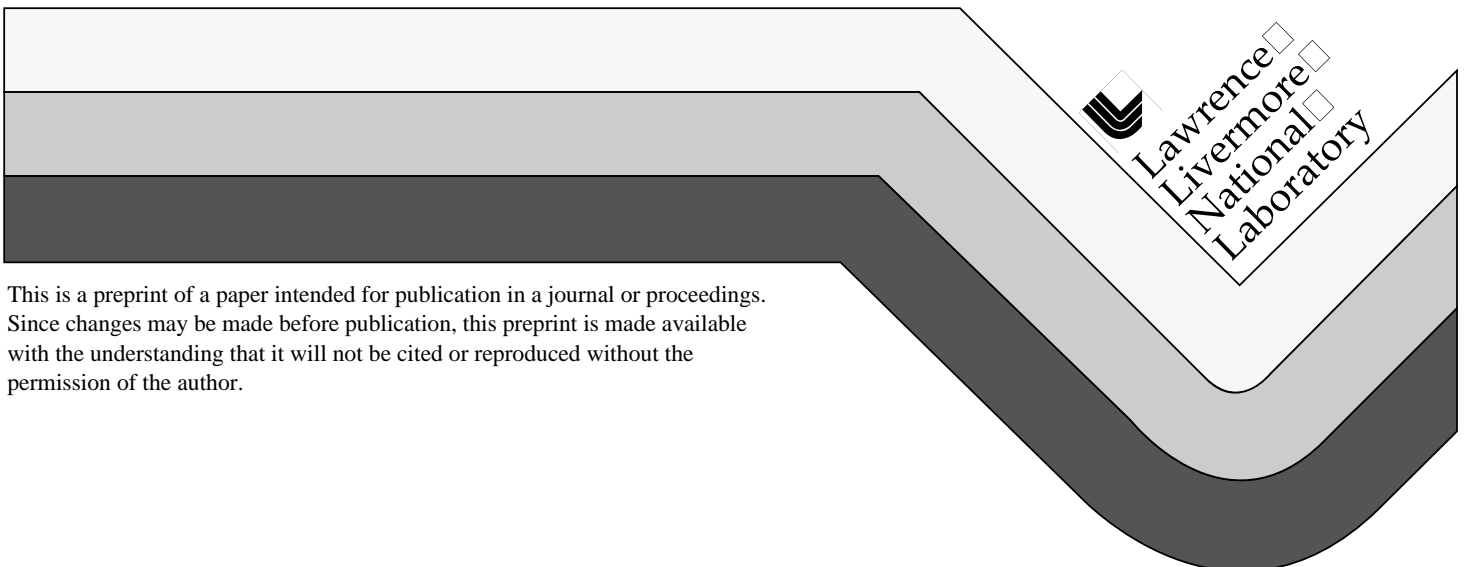 Lawrence
Livermore
National
Laboratory
This is a preprint of a paper intended for publication in a journal or proceedings.
Since changes may be made before publication, this preprint is made available
with the understanding that it will not be cited or reproduced without the
permission of the author.